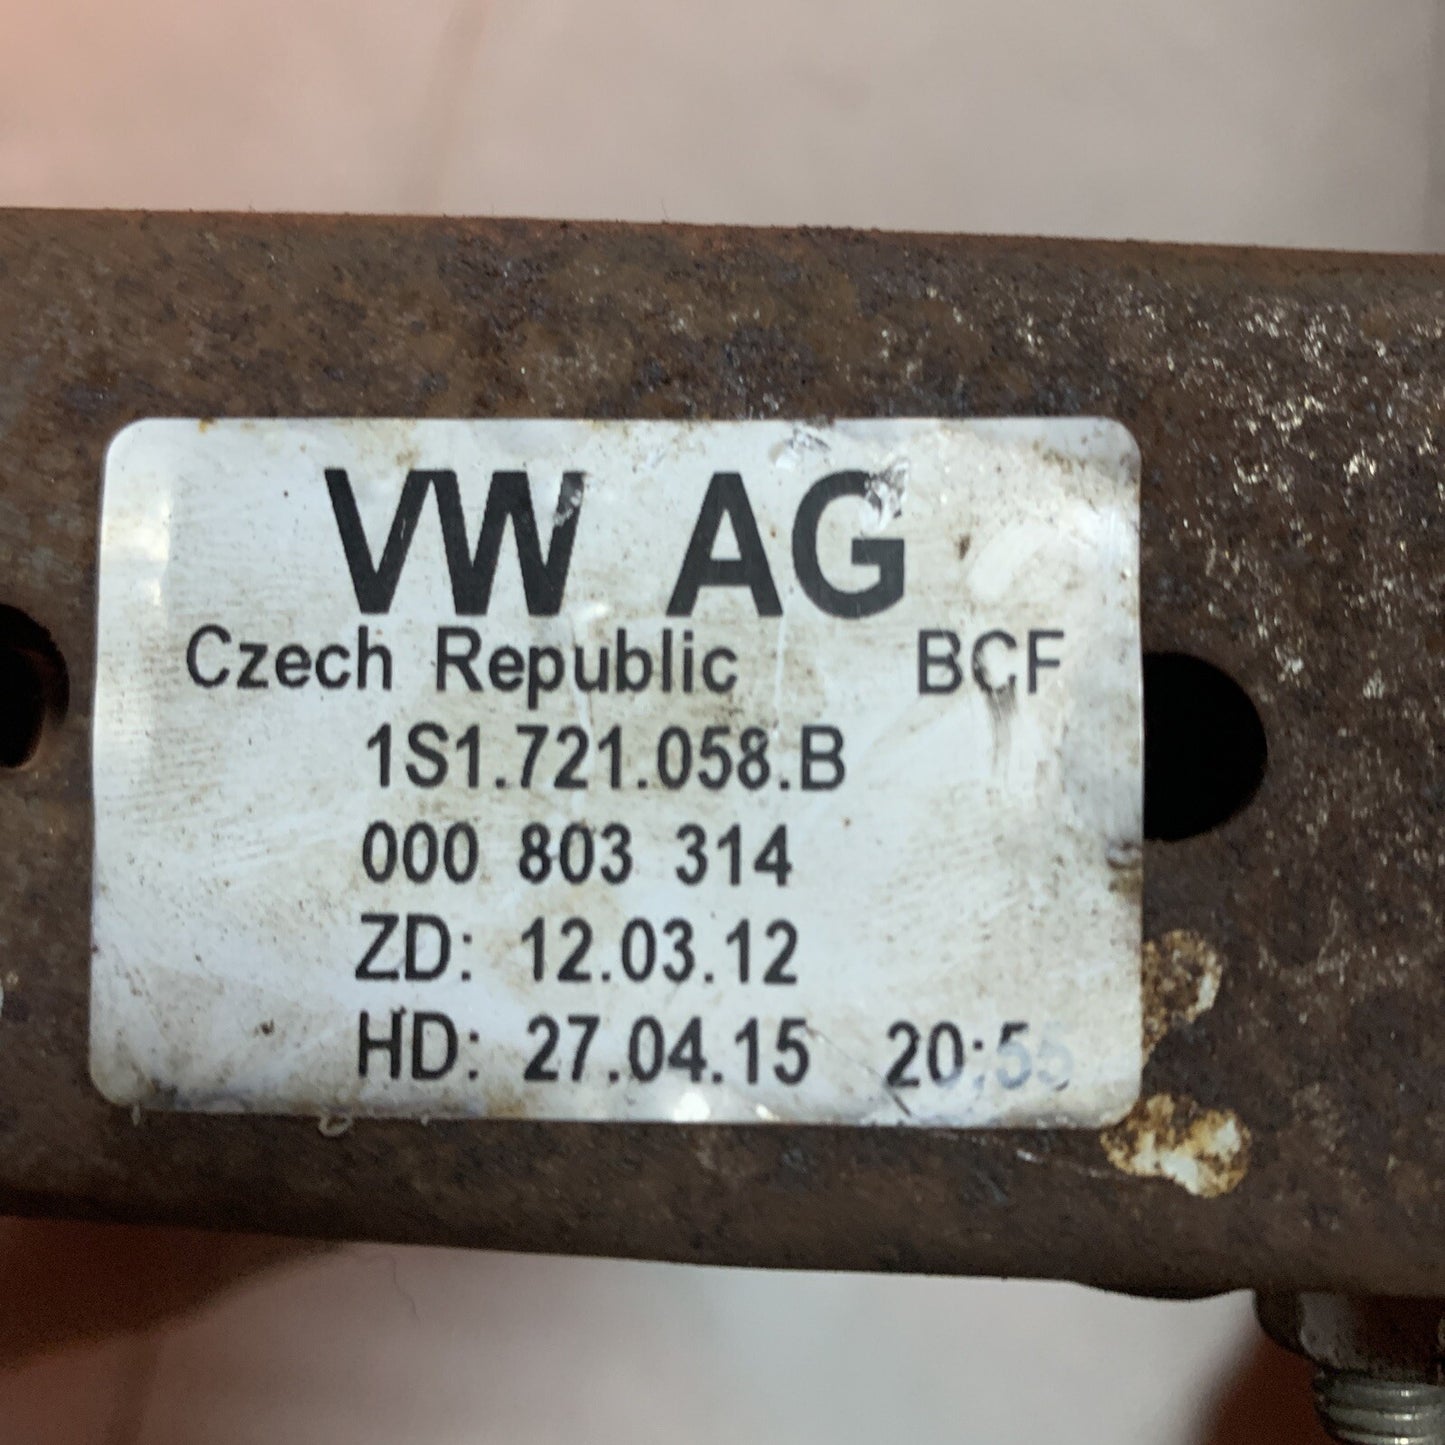 VW AG
Czech Republic BCF
1S1.721.058.B
000 803 314
ZD: 12.03.12
HD: 27.04.15 20:55